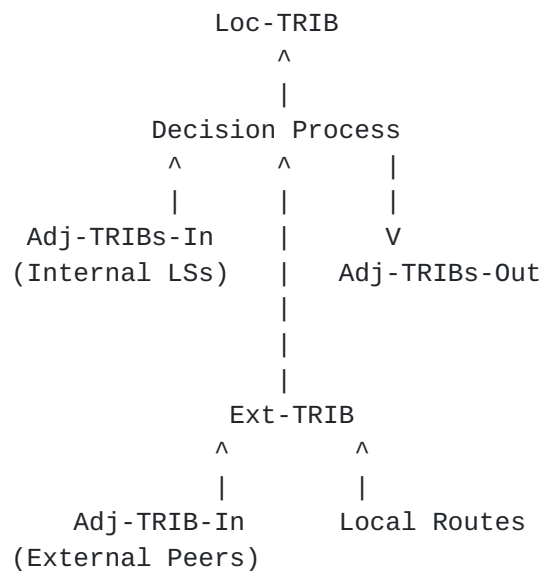 Loc-TRIB
^
|
Decision Process
^ ^ |
| | |
Adj-TRIBs-In | V
(Internal LSs) | Adj-TRIBs-Out
|
|
|
Ext-TRIB
^ ^
| |
Adj-TRIB-In Local Routes
(External Peers)